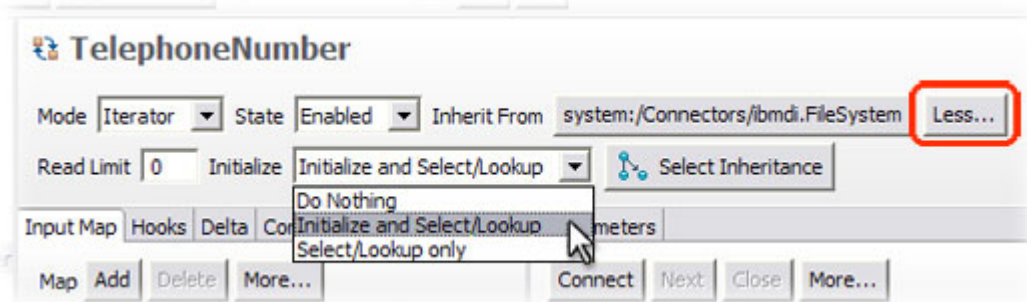 TelephoneNumber
Mode Iterator State Enabled Inherit From system:/Connectors/ibmdi.FileSystem Less...
Read Limit 0 Initialize Initialize and Select/Lookup Select Inheritance
Do Nothing
Initialize and Select/Lookup
Select/Lookup only
Input Map Hooks Delta
Map Add Delete More... Connect Next Close More...